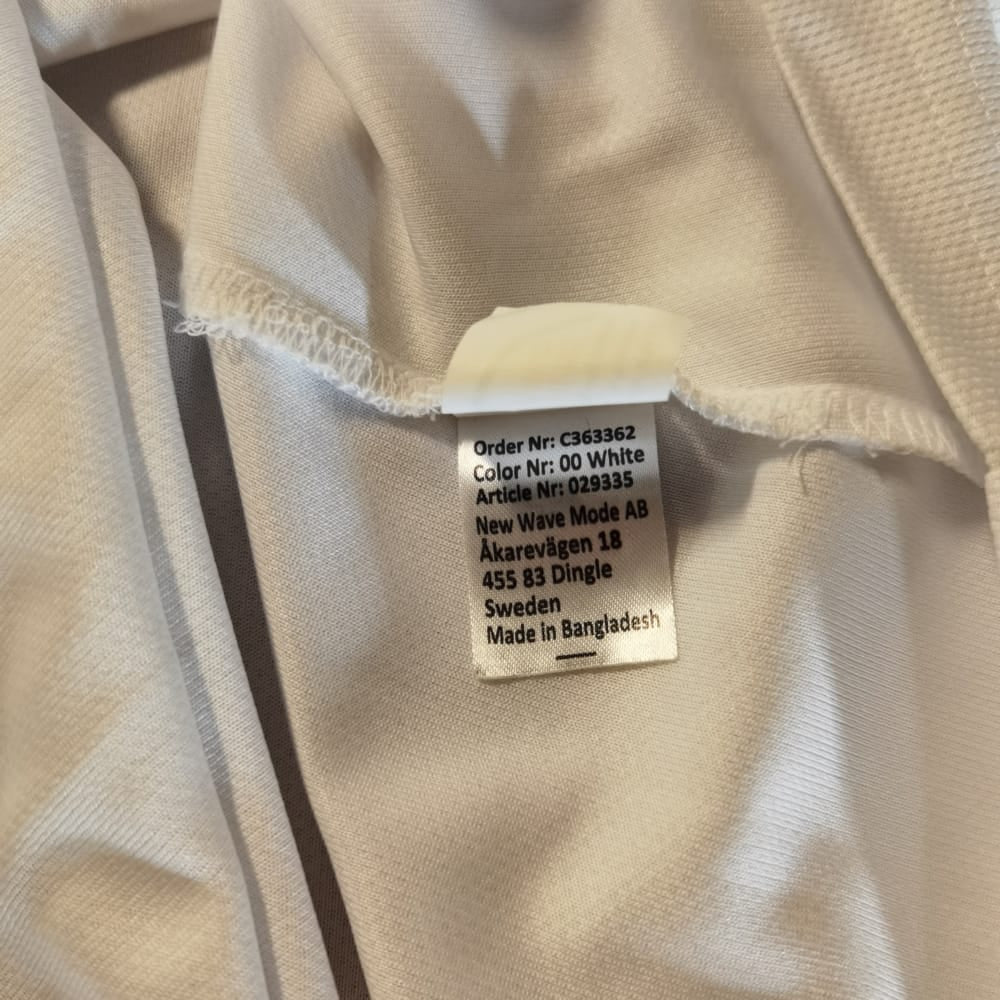 Order Nr: C363362
Color Nr: 00 White
Article Nr: 029335
New Wave Mode AB
Åkarevägen 18
455 83 Dingle
Sweden
Made in Bangladesh